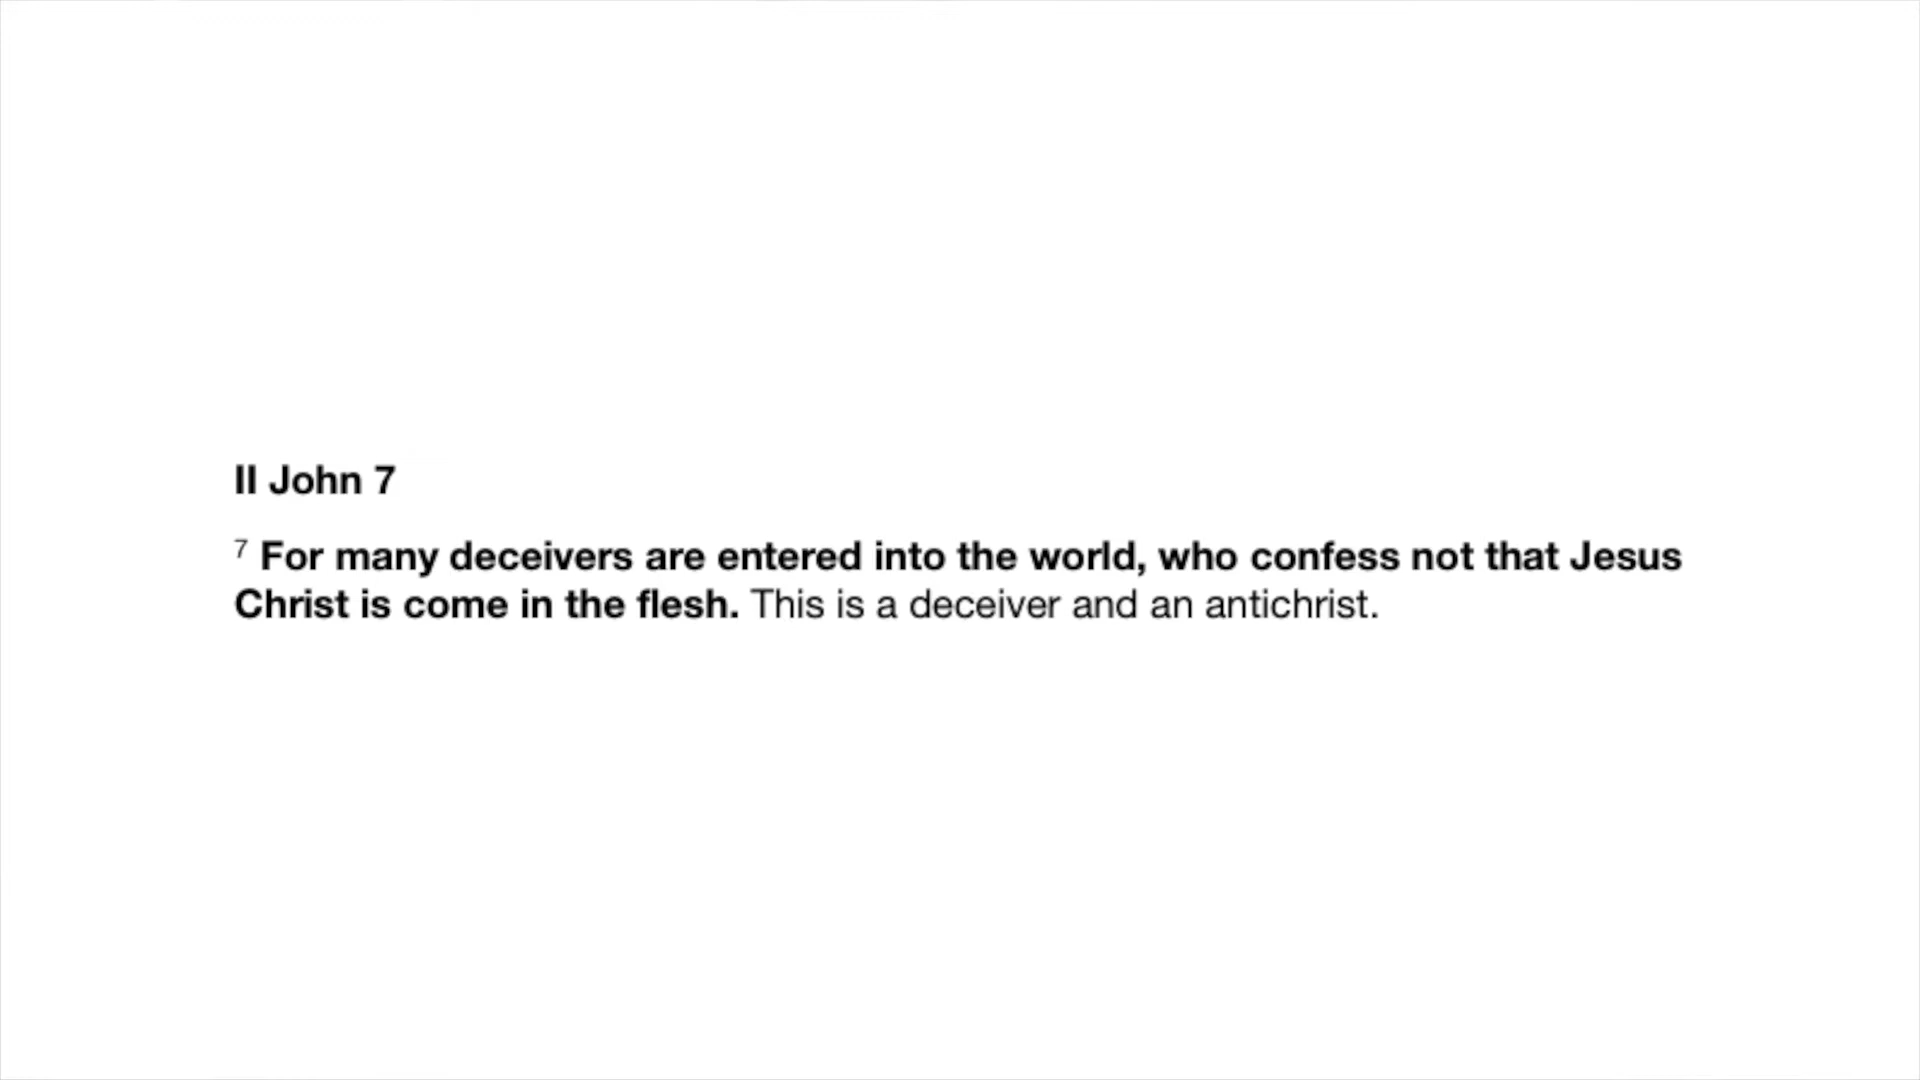 II John 7
7 For many deceivers are entered into the world, who confess not that Jesus
Christ is come in the flesh. This is a deceiver and an antichrist.